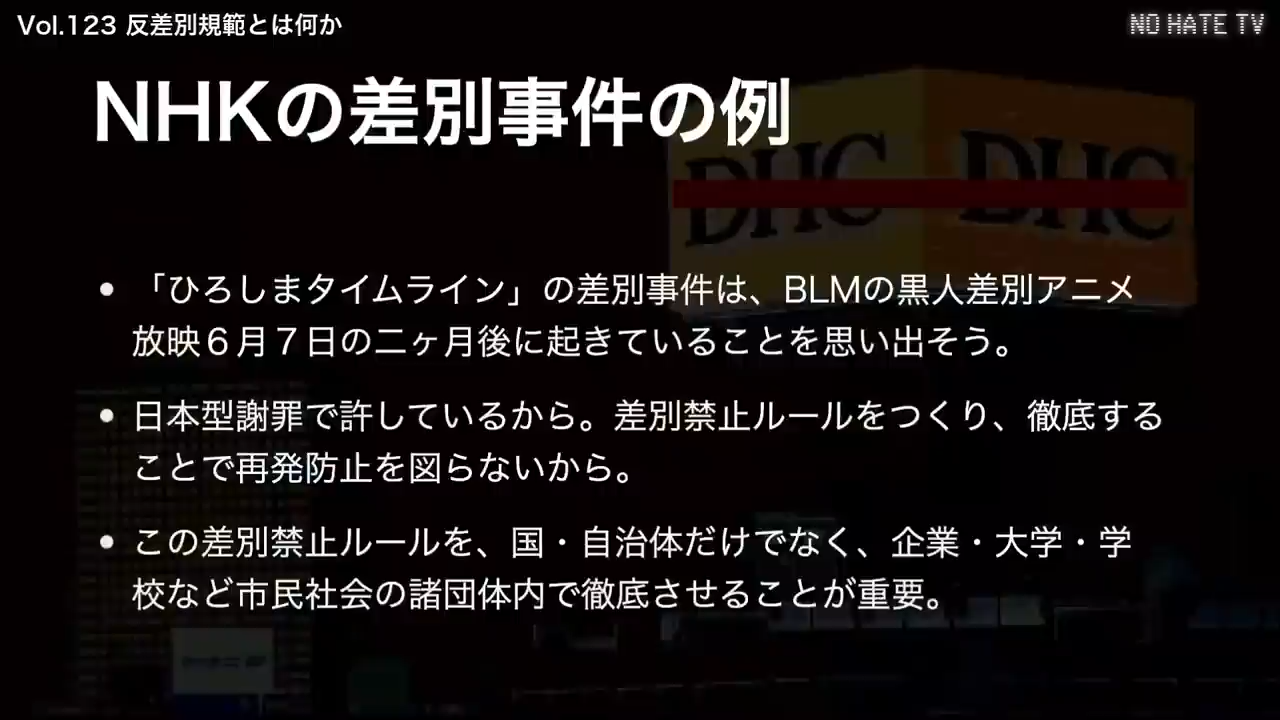 Vol.123 反差別規範とは何か
NO HATE TV
NHKの差別事件の例
DHC DHC
•「ひろしまタイムライン」の差別事件は、BLMの黒人差別アニメ
放映６月７日の二ヶ月後に起きていることを思い出そう。
• 日本型謝罪で許しているから。差別禁止ルールをつくり、徹底する
ことで再発防止を図らないから。
• この差別禁止ルールを、国・自治体だけでなく、企業・大学・学
校など市民社会の諸団体内で徹底させることが重要。